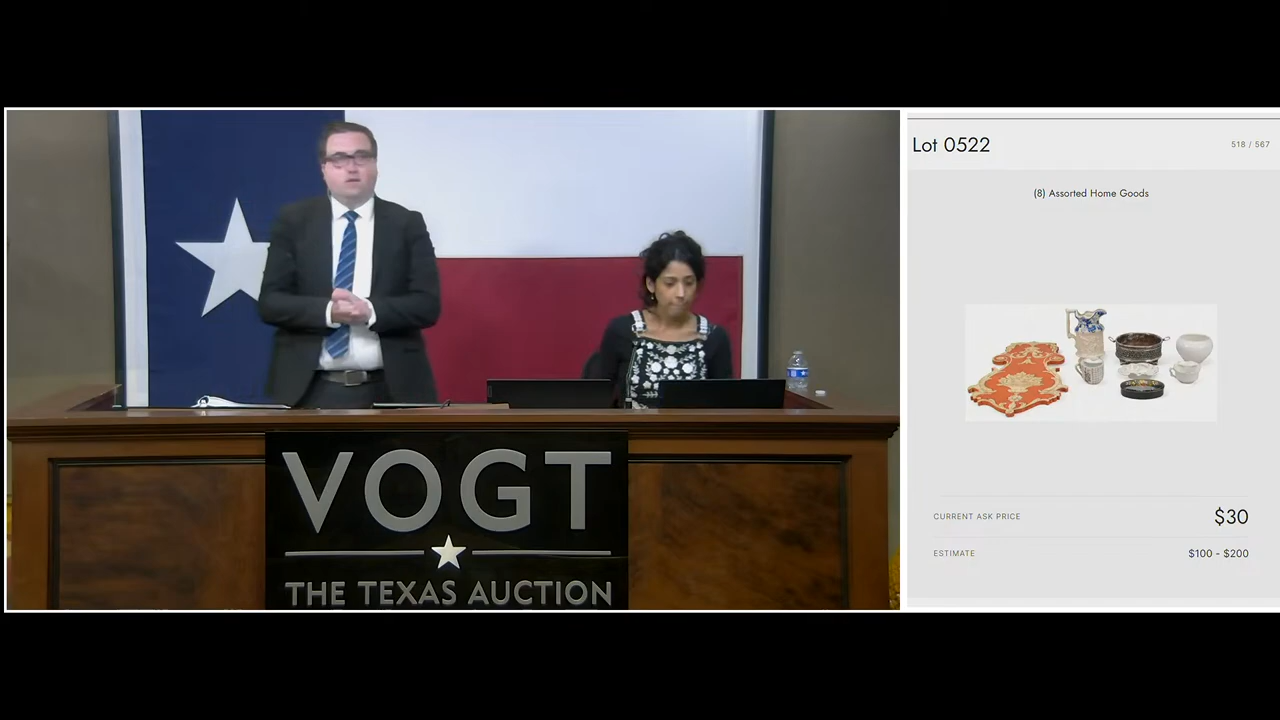 VOGT
THE TEXAS AUCTION
Lot 0522
518 / 567
(8) Assorted Home Goods
CURRENT ASK PRICE
$30
ESTIMATE
$100 - $200